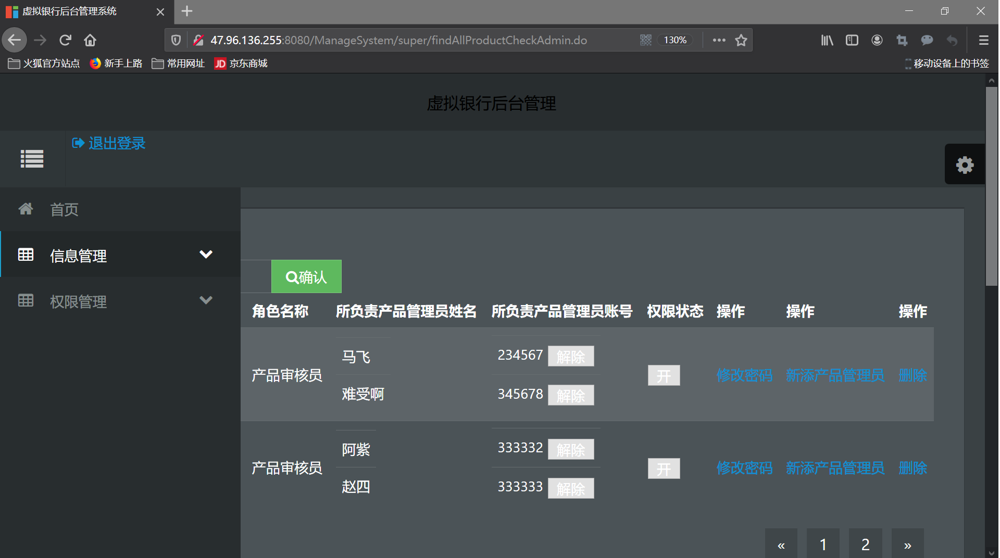 虚拟银行后台管理系统
47.96.136.255:8080/ManageSystem/super/findAllProductCheckAdmin.do 130%
火狐官方站点 新手上路 常用网址 JD 京东商城 移动设备上的书签
虚拟银行后台管理
退出登录
首页
信息管理
权限管理
确认
角色名称 所负责产品管理员姓名 所负责产品管理员账号 权限状态 操作 操作 操作
产品审核员 马飞 234567 解除 开 修改密码 新添产品管理员 删除
难受啊 345678 解除
产品审核员 阿紫 333332 解除 开 修改密码 新添产品管理员 删除
赵四 333333 解除
« 1 2 »